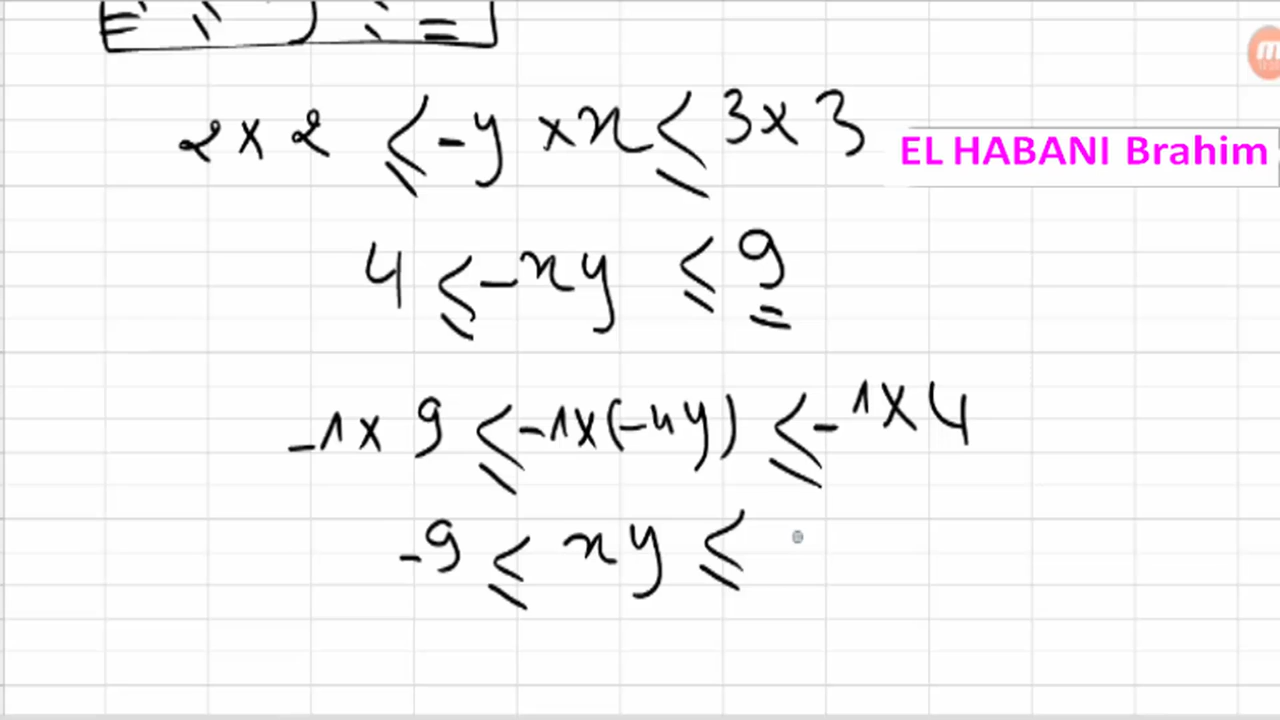 2 × 2 ≤ -y × x ≤ 3 × 3
EL HABANI Brahim
4 ≤ -xy ≤ 9
-1 × 9 ≤ -1 × (-xy) ≤ -1 × 4
-9 ≤ xy ≤